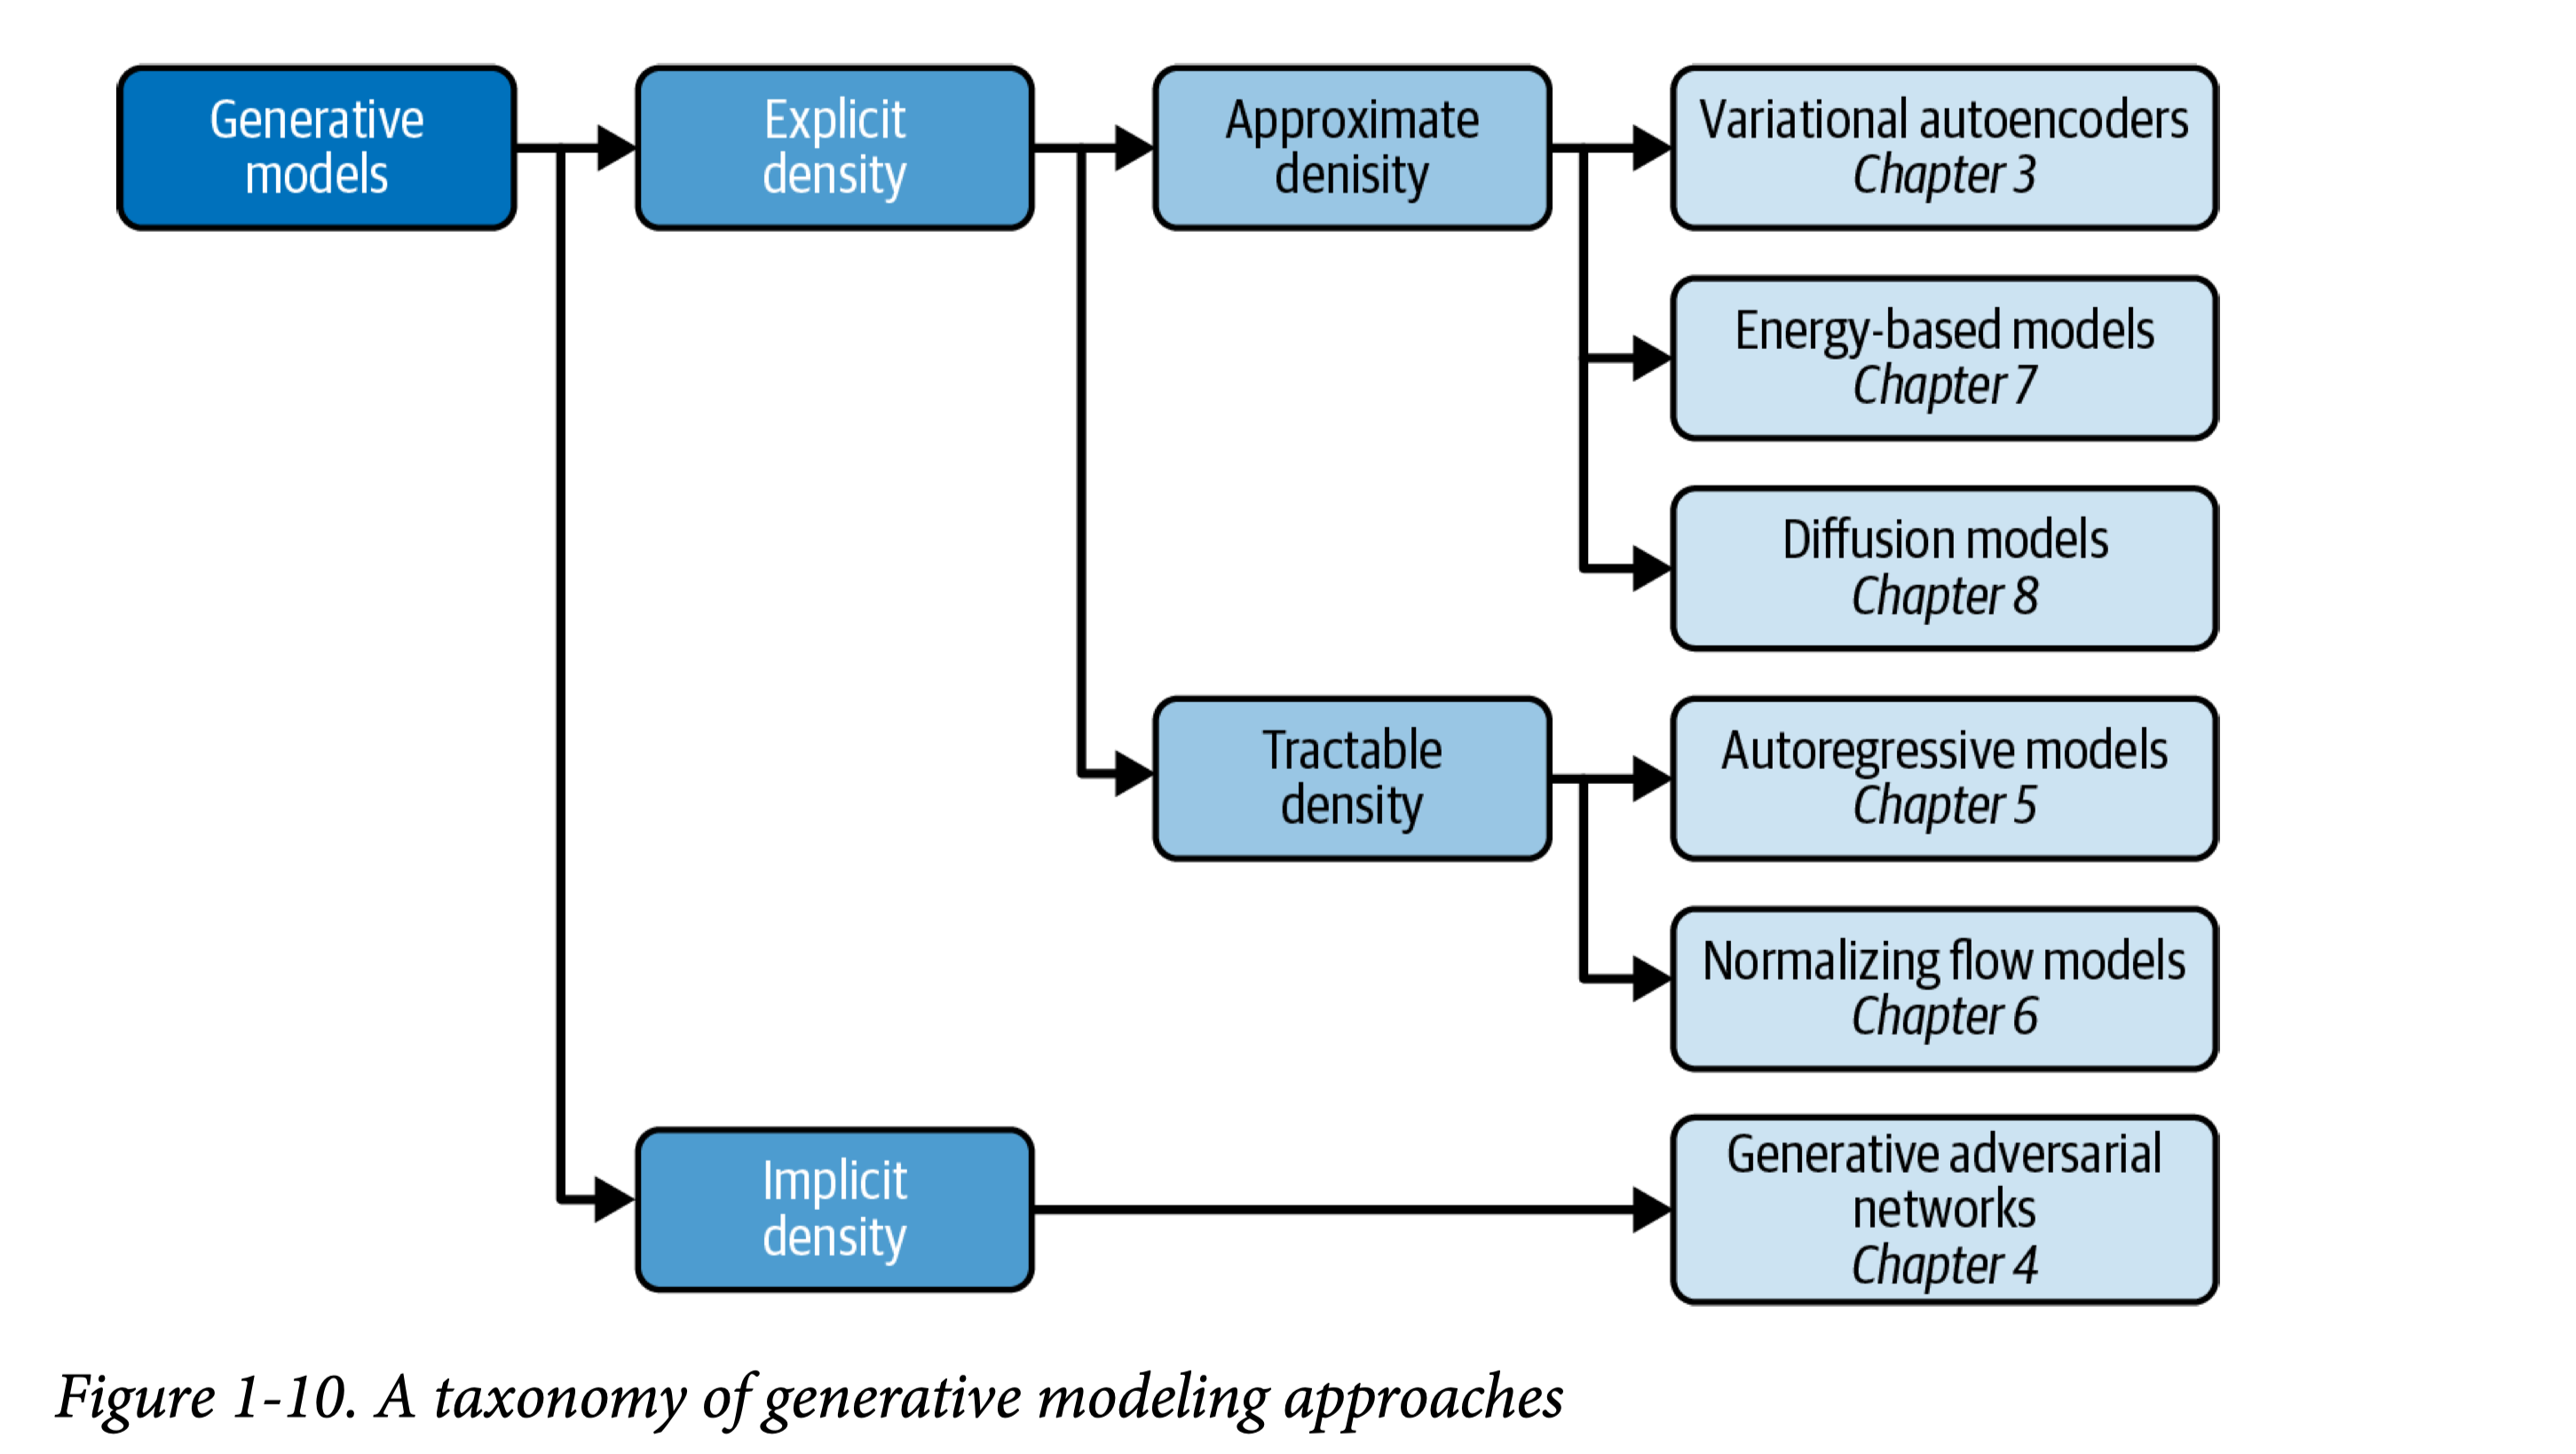 Generative
models
Explicit
density
Approximate
denisity
Variational autoencoders
Chapter 3
Energy-based models
Chapter 7
Diffusion models
Chapter 8
Tractable
density
Autoregressive models
Chapter 5
Normalizing flow models
Chapter 6
Implicit
density
Generative adversarial
networks
Chapter 4
Figure 1-10. A taxonomy of generative modeling approaches